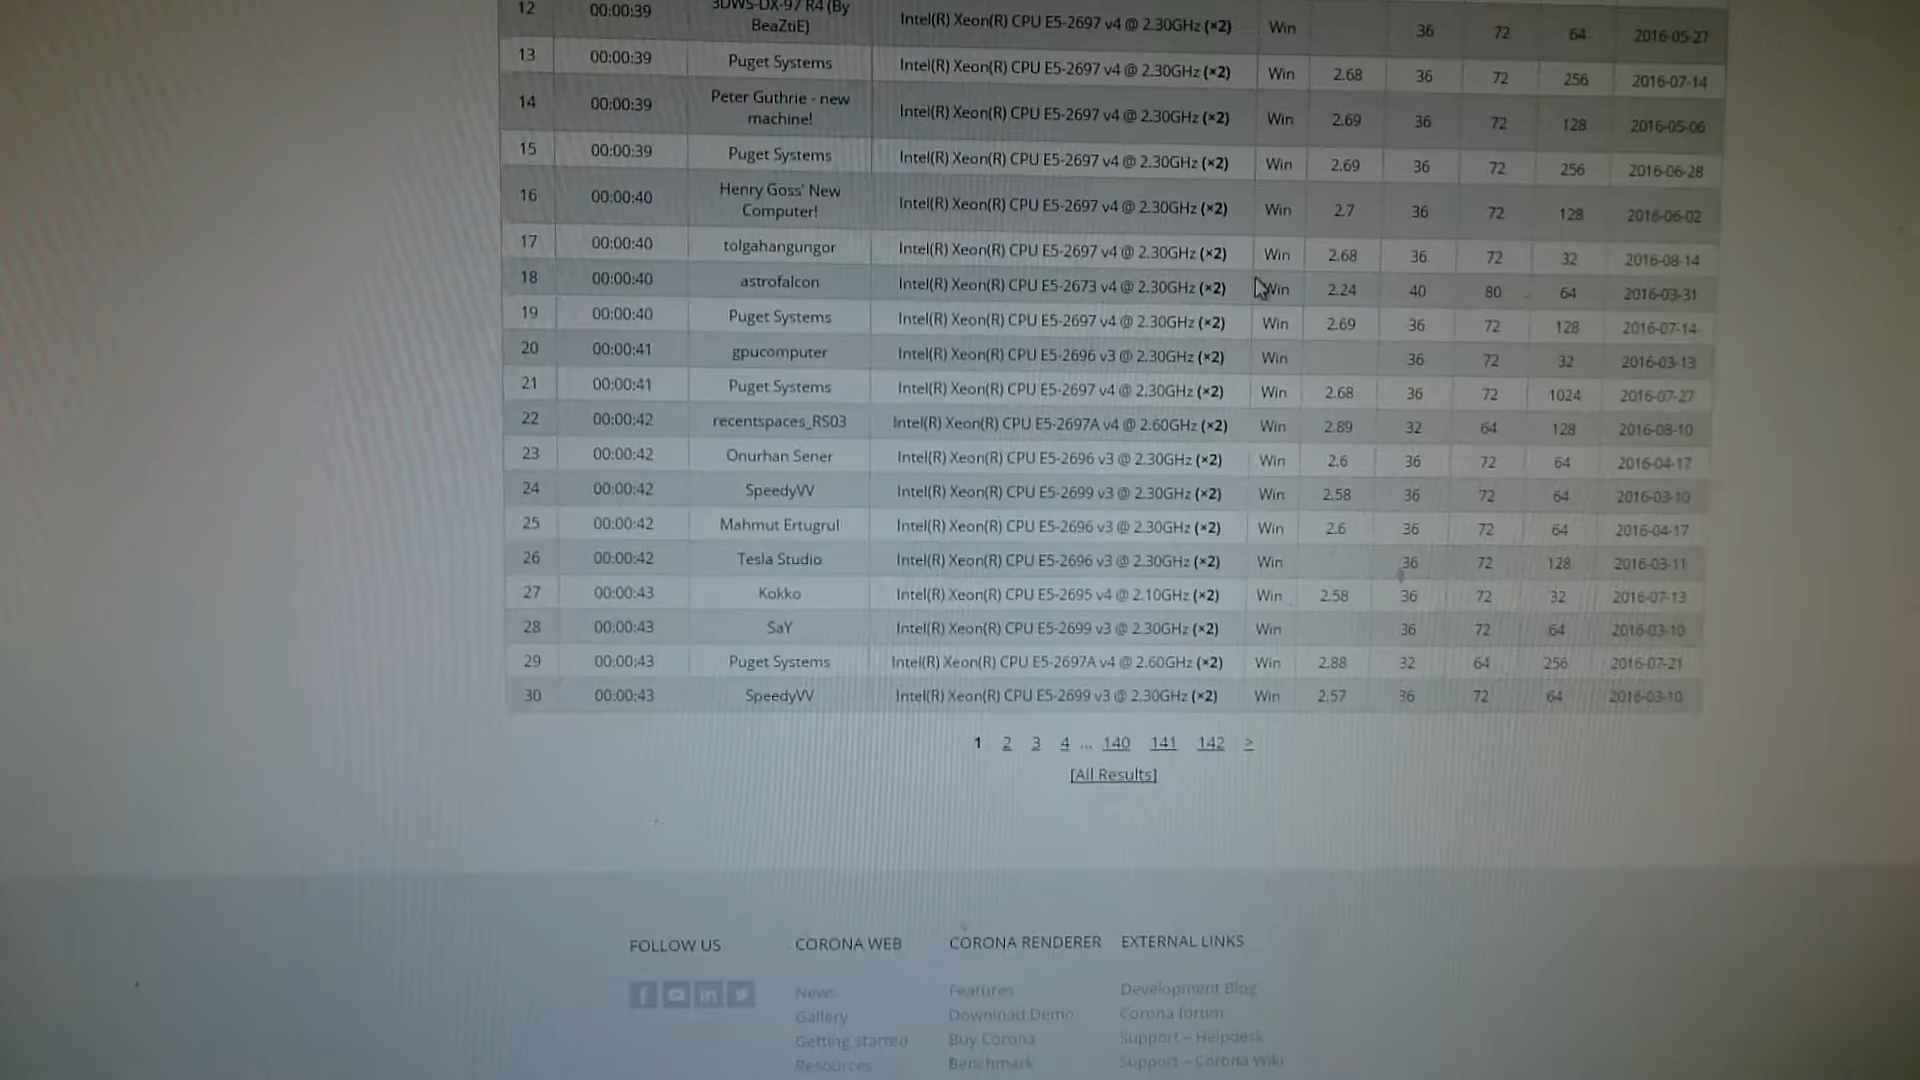 12 00:00:39 3DWS-DX-97 R4 (By BeaZtiE) Intel(R) Xeon(R) CPU E5-2697 v4 @ 2.30GHz (×2) Win 36 72 64 2016-05-27
13 00:00:39 Puget Systems Intel(R) Xeon(R) CPU E5-2697 v4 @ 2.30GHz (×2) Win 2.68 36 72 256 2016-07-14
14 00:00:39 Peter Guthrie - new machine! Intel(R) Xeon(R) CPU E5-2697 v4 @ 2.30GHz (×2) Win 2.69 36 72 128 2016-05-06
15 00:00:39 Puget Systems Intel(R) Xeon(R) CPU E5-2697 v4 @ 2.30GHz (×2) Win 2.69 36 72 256 2016-06-28
16 00:00:40 Henry Goss' New Computer! Intel(R) Xeon(R) CPU E5-2697 v4 @ 2.30GHz (×2) Win 2.7 36 72 128 2016-06-02
17 00:00:40 tolgahangungor Intel(R) Xeon(R) CPU E5-2697 v4 @ 2.30GHz (×2) Win 2.68 36 72 32 2016-08-14
18 00:00:40 astrofalcon Intel(R) Xeon(R) CPU E5-2673 v4 @ 2.30GHz (×2) Win 2.24 40 80 64 2016-03-31
19 00:00:40 Puget Systems Intel(R) Xeon(R) CPU E5-2697 v4 @ 2.30GHz (×2) Win 2.69 36 72 128 2016-07-14
20 00:00:41 gpucomputer Intel(R) Xeon(R) CPU E5-2696 v3 @ 2.30GHz (×2) Win 36 72 32 2016-03-13
21 00:00:41 Puget Systems Intel(R) Xeon(R) CPU E5-2697 v4 @ 2.30GHz (×2) Win 2.68 36 72 1024 2016-07-27
22 00:00:42 recentspaces_RS03 Intel(R) Xeon(R) CPU E5-2697A v4 @ 2.60GHz (×2) Win 2.89 32 64 128 2016-08-10
23 00:00:42 Onurhan Sener Intel(R) Xeon(R) CPU E5-2696 v3 @ 2.30GHz (×2) Win 2.6 36 72 64 2016-04-17
24 00:00:42 SpeedyVV Intel(R) Xeon(R) CPU E5-2699 v3 @ 2.30GHz (×2) Win 2.58 36 72 64 2016-03-10
25 00:00:42 Mahmut Ertugrul Intel(R) Xeon(R) CPU E5-2696 v3 @ 2.30GHz (×2) Win 2.6 36 72 64 2016-04-17
26 00:00:42 Tesla Studio Intel(R) Xeon(R) CPU E5-2696 v3 @ 2.30GHz (×2) Win 36 72 128 2016-03-11
27 00:00:43 Kokko Intel(R) Xeon(R) CPU E5-2695 v4 @ 2.10GHz (×2) Win 2.58 36 72 32 2016-07-13
28 00:00:43 SaY Intel(R) Xeon(R) CPU E5-2699 v3 @ 2.30GHz (×2) Win 36 72 64 2016-03-10
29 00:00:43 Puget Systems Intel(R) Xeon(R) CPU E5-2697A v4 @ 2.60GHz (×2) Win 2.88 32 64 256 2016-07-21
30 00:00:43 SpeedyVV Intel(R) Xeon(R) CPU E5-2699 v3 @ 2.30GHz (×2) Win 2.57 36 72 64 2016-03-10
1 2 3 4 ... 140 141 142 >
[All Results]
FOLLOW US CORONA WEB CORONA RENDERER EXTERNAL LINKS
News Features Development Blog
Gallery Download Demo Corona forum
Getting started Buy Corona Support – Helpdesk
Resources Benchmark Support – Corona Wiki